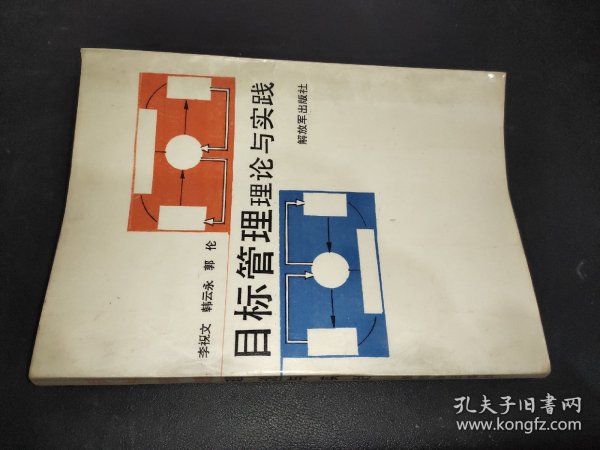 李祝文 韩云永 郭伦
目标管理理论与实践
解放军出版社
孔夫子旧书网
www.kongfz.com